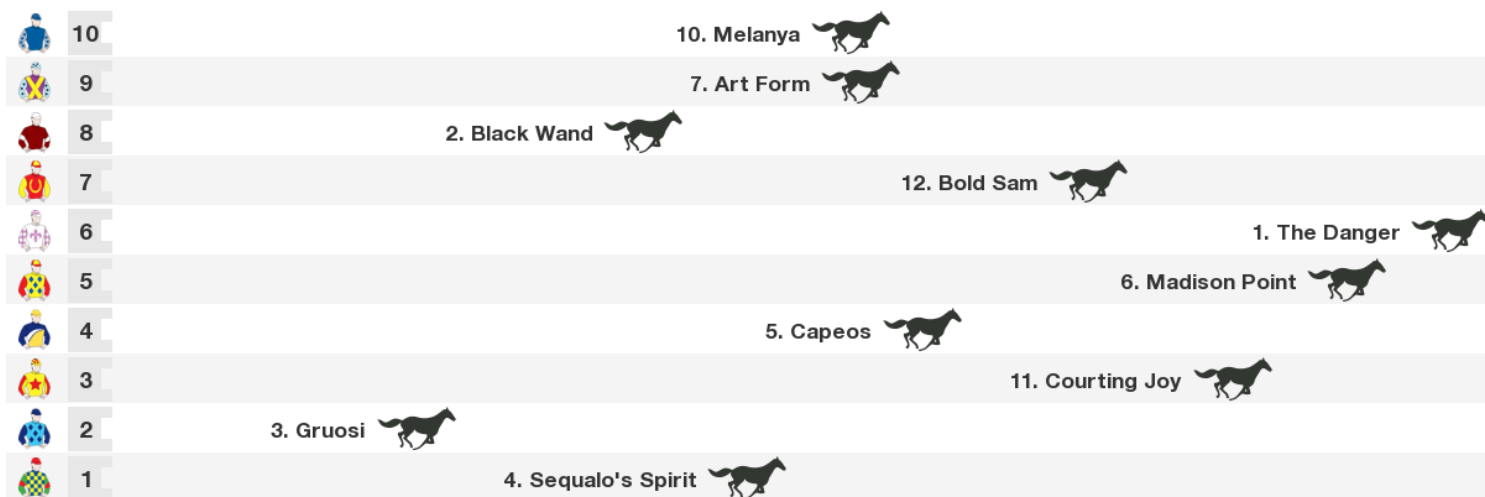 10 10. Melanya
9 7. Art Form
8 2. Black Wand
7 12. Bold Sam
6 1. The Danger
5 6. Madison Point
4 5. Capeos
3 11. Courting Joy
2 3. Gruosi
1 4. Sequalo's Spirit